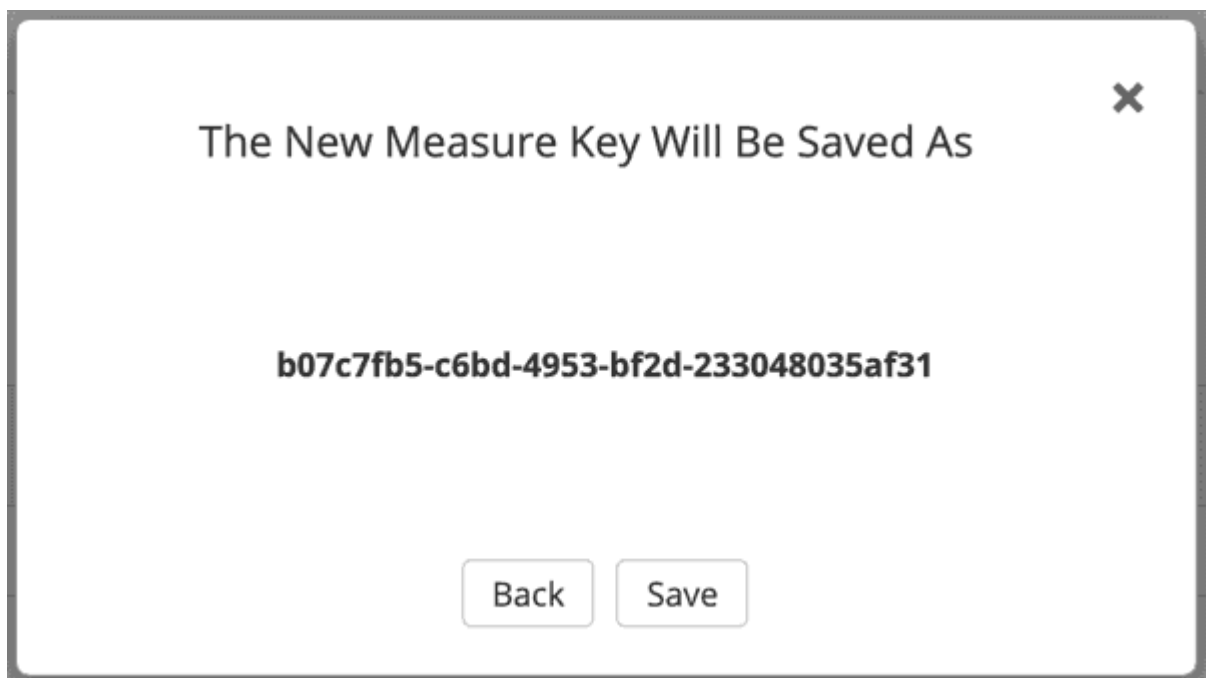 The New Measure Key Will Be Saved As
b07c7fb5-c6bd-4953-bf2d-233048035af31
Back Save